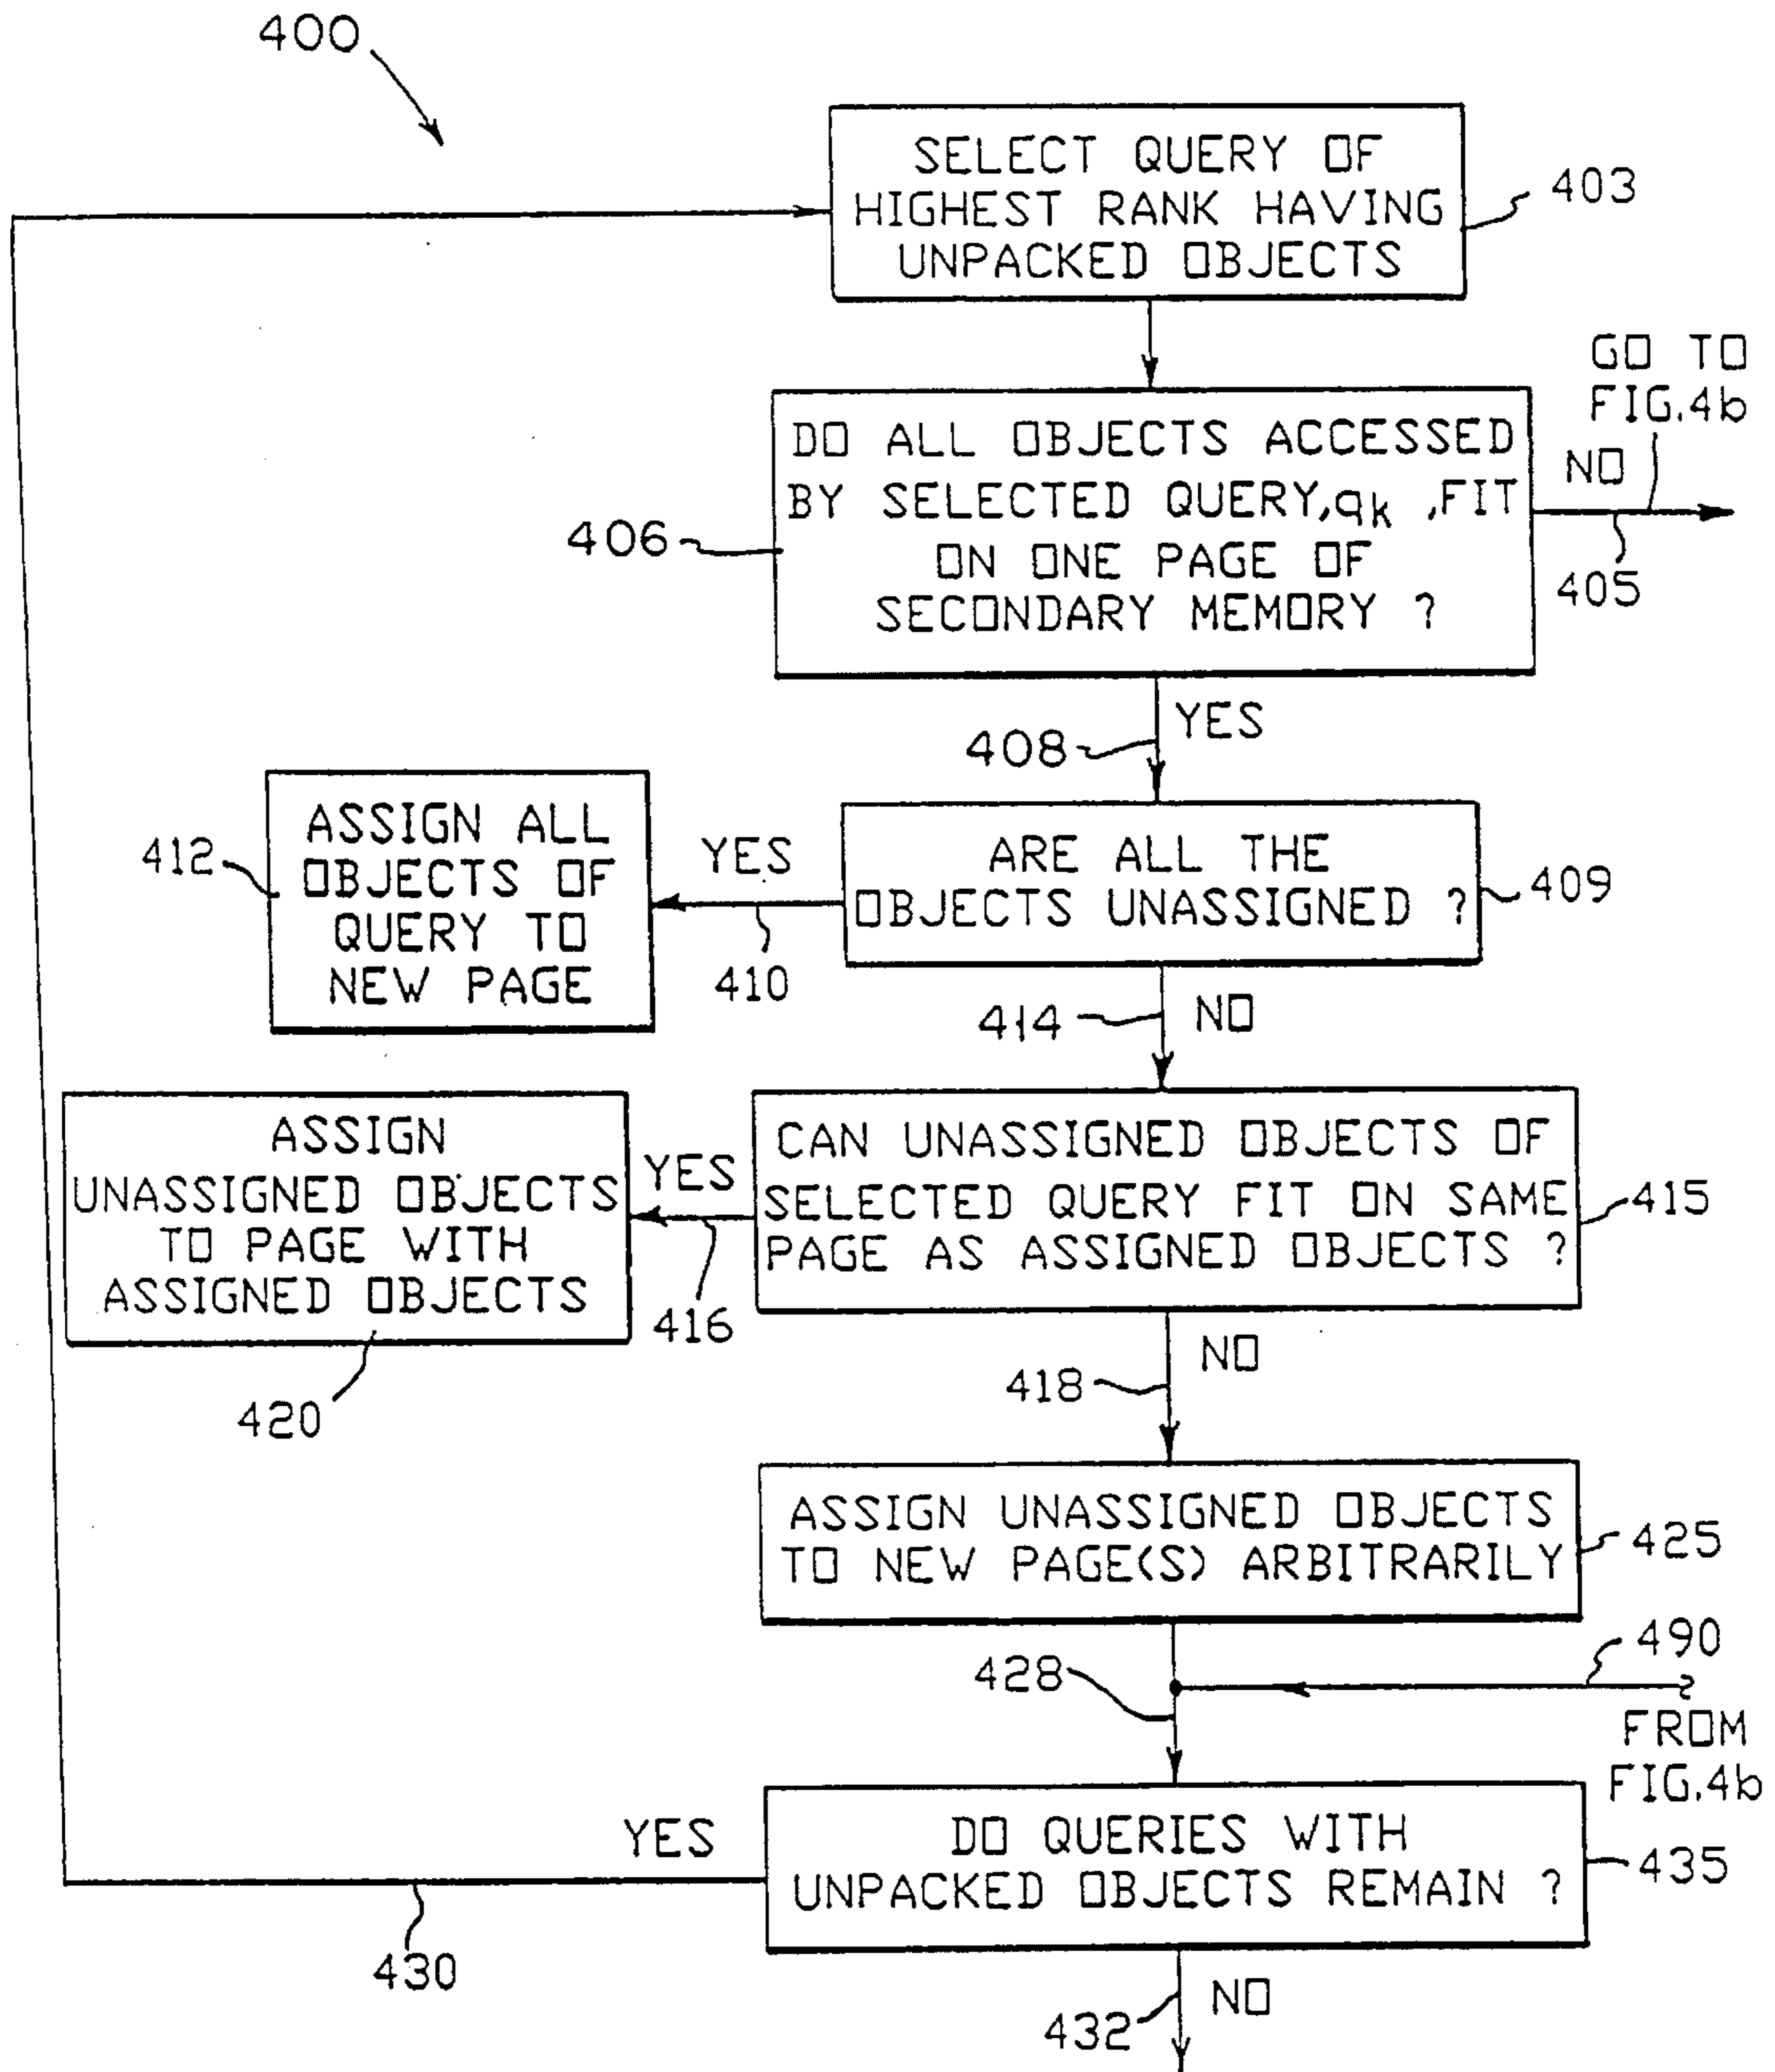 400
SELECT QUERY OF
HIGHEST RANK HAVING
UNPACKED OBJECTS
403
GO TO
FIG.4b
DO ALL OBJECTS ACCESSED
BY SELECTED QUERY,qk ,FIT
ON ONE PAGE OF
SECONDARY MEMORY ?
406
NO
405
YES
408
ASSIGN ALL
OBJECTS OF
QUERY TO
NEW PAGE
412
YES
410
ARE ALL THE
OBJECTS UNASSIGNED ?
409
414
NO
ASSIGN
UNASSIGNED OBJECTS
TO PAGE WITH
ASSIGNED OBJECTS
420
YES
416
CAN UNASSIGNED OBJECTS OF
SELECTED QUERY FIT ON SAME
PAGE AS ASSIGNED OBJECTS ?
415
NO
418
ASSIGN UNASSIGNED OBJECTS
TO NEW PAGE(S) ARBITRARILY
425
428
490
FROM
FIG.4b
YES
430
DO QUERIES WITH
UNPACKED OBJECTS REMAIN ?
435
432
NO